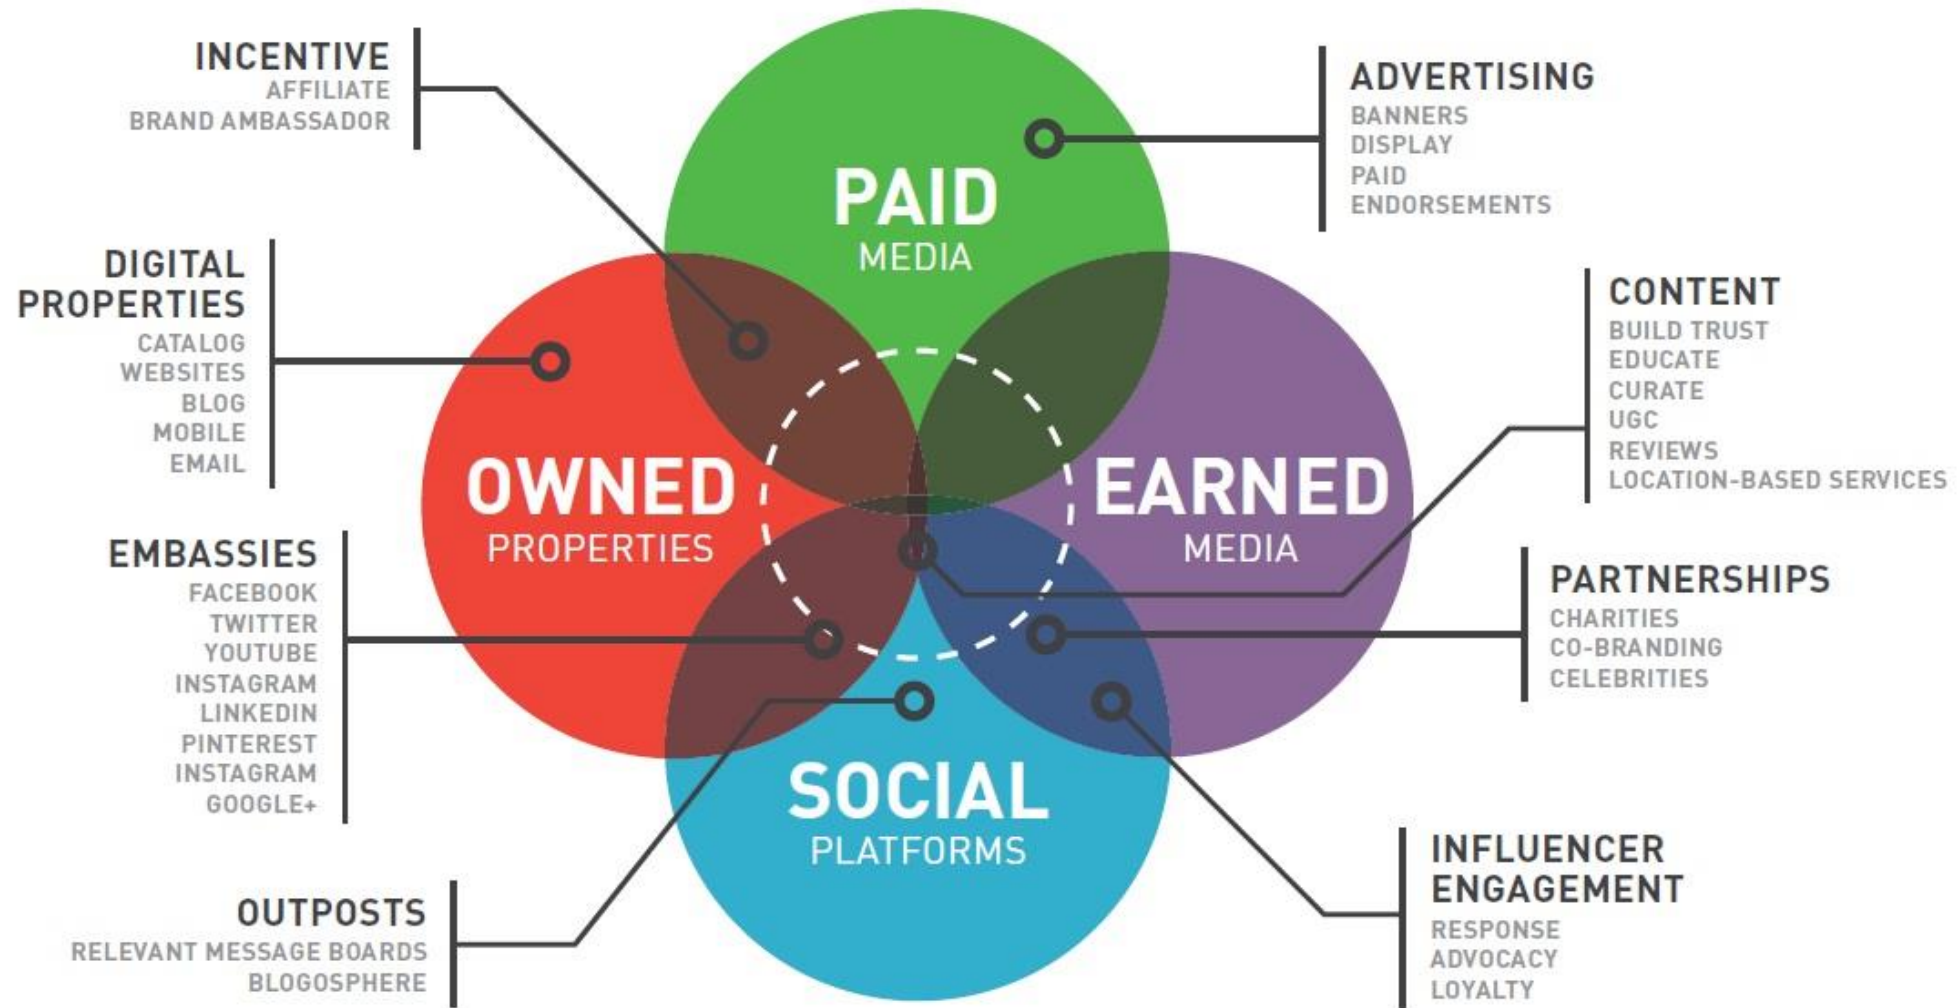 INCENTIVE
AFFILIATE
BRAND AMBASSADOR
DIGITAL
PROPERTIES
CATALOG
WEBSITES
BLOG
MOBILE
EMAIL
EMBASSIES
FACEBOOK
TWITTER
YOUTUBE
INSTAGRAM
LINKEDIN
PINTEREST
INSTAGRAM
GOOGLE+
OUTPOSTS
RELEVANT MESSAGE BOARDS
BLOGOSPHERE
PAID
MEDIA
OWNED
PROPERTIES
EARNED
MEDIA
SOCIAL
PLATFORMS
ADVERTISING
BANNERS
DISPLAY
PAID
ENDORSEMENTS
CONTENT
BUILD TRUST
EDUCATE
CURATE
UGC
REVIEWS
LOCATION-BASED SERVICES
PARTNERSHIPS
CHARITIES
CO-BRANDING
CELEBRITIES
INFLUENCER
ENGAGEMENT
RESPONSE
ADVOCACY
LOYALTY